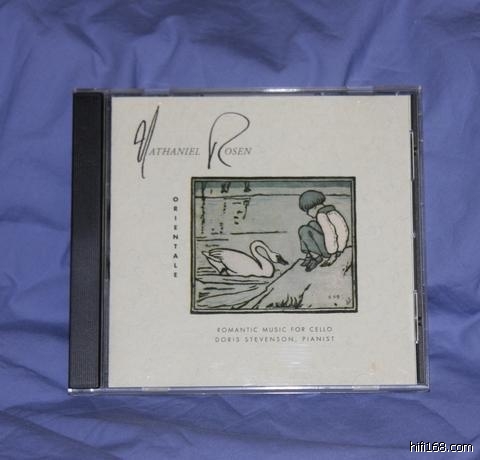 NATHANIEL ROSEN
ORIENTALE
ROMANTIC MUSIC FOR CELLO
DORIS STEVENSON, PIANIST
hifi168.com